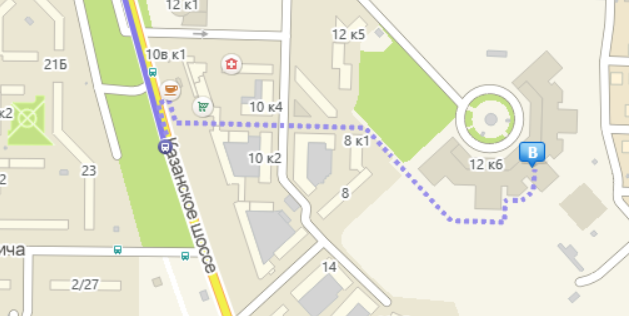 12 к1
12 к5
10в к1
21Б
к2
10 к4
8 к1
10 к2
12 к6
B
23
2
8
Казанское шоссе
ича
14
2/27